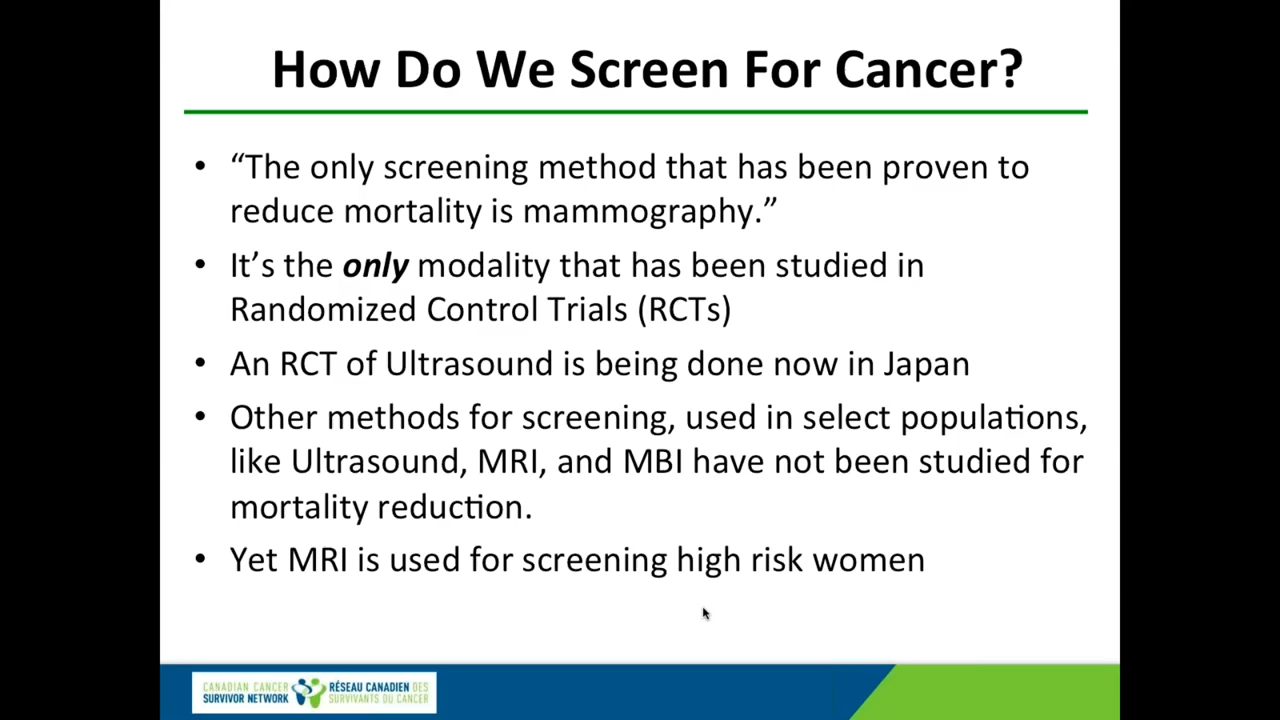 How Do We Screen For Cancer?
• “The only screening method that has been proven to
reduce mortality is mammography.”
• It’s the only modality that has been studied in
Randomized Control Trials (RCTs)
• An RCT of Ultrasound is being done now in Japan
• Other methods for screening, used in select populations,
like Ultrasound, MRI, and MBI have not been studied for
mortality reduction.
• Yet MRI is used for screening high risk women
CANADIAN CANCER
SURVIVOR NETWORK
RÉSEAU CANADIEN DES
SURVIVANTS DU CANCER